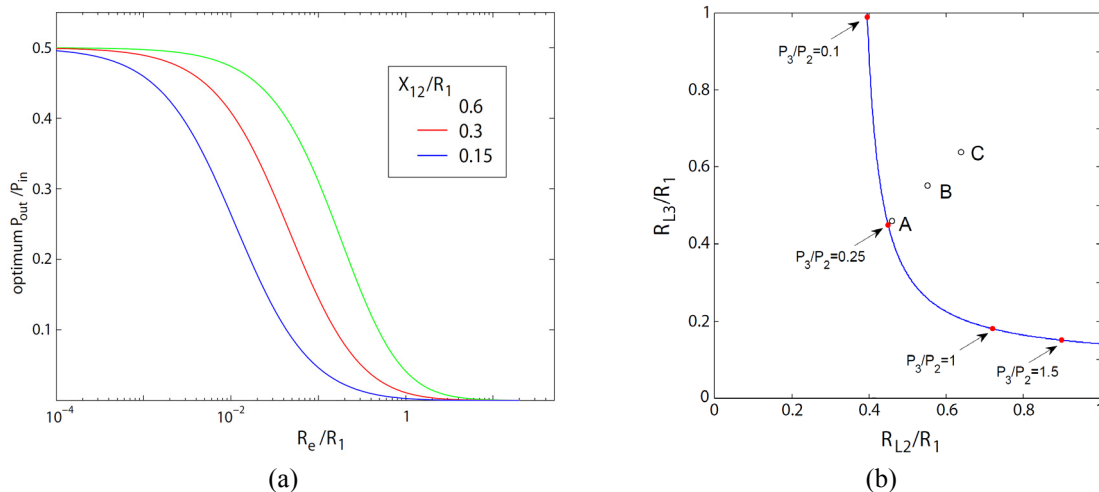 optimum P_out /P_in
0.5
0.4
0.3
0.2
0.1
X_12/R_1
0.6
0.3
0.15
10^−4
10^−2
1
R_e /R_1
(a)
R_L3/R_1
1
0.8
0.6
0.4
0.2
0
P_3/P_2=0.1
C
B
A
P_3/P_2=0.25
P_3/P_2=1
P_3/P_2=1.5
0
0.2
0.4
0.6
0.8
1
R_L2/R_1
(b)